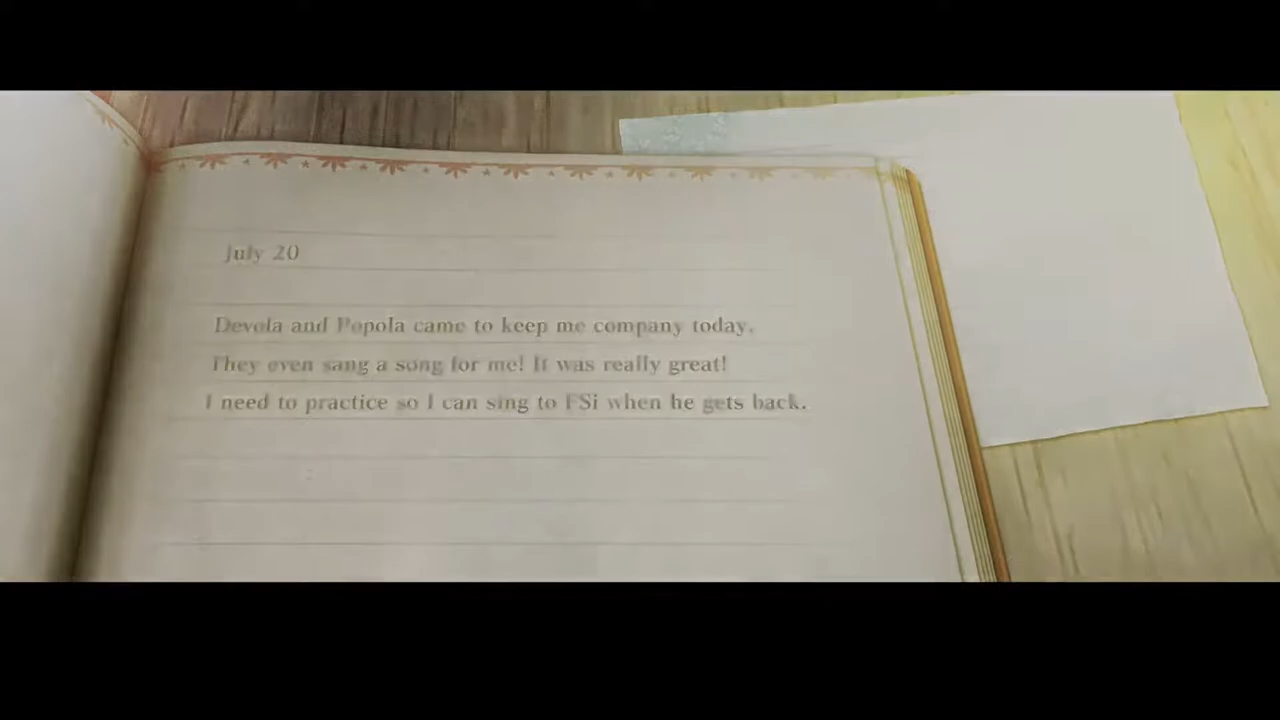 July 20
Devola and Popola came to keep me company today.
They even sang a song for me! It was really great!
I need to practice so I can sing to FSi when he gets back.